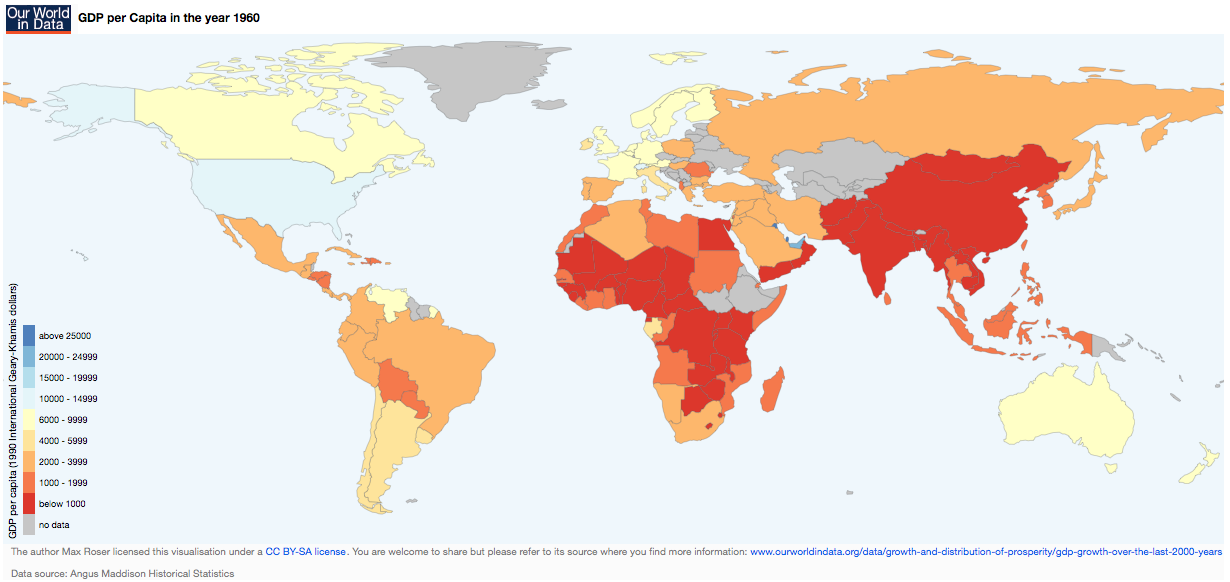 Our World
in Data
GDP per Capita in the year 1960
GDP per capita (1990 International Geary-Khamis dollars)
above 25000
20000 - 24999
15000 - 19999
10000 - 14999
6000 - 9999
4000 - 5999
2000 - 3999
1000 - 1999
below 1000
no data
The author Max Roser licensed this visualisation under a CC BY-SA license. You are welcome to share but please refer to its source where you find more information: www.ourworldindata.org/data/growth-and-distribution-of-prosperity/gdp-growth-over-the-last-2000-years
Data source: Angus Maddison Historical Statistics